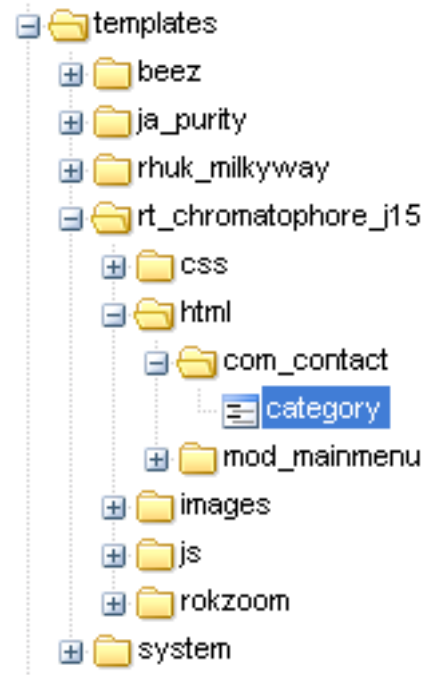 templates
beez
ja_purity
rhuk_milkyway
rt_chromatophore_j15
css
html
com_contact
category
mod_mainmenu
images
js
rokzoom
system